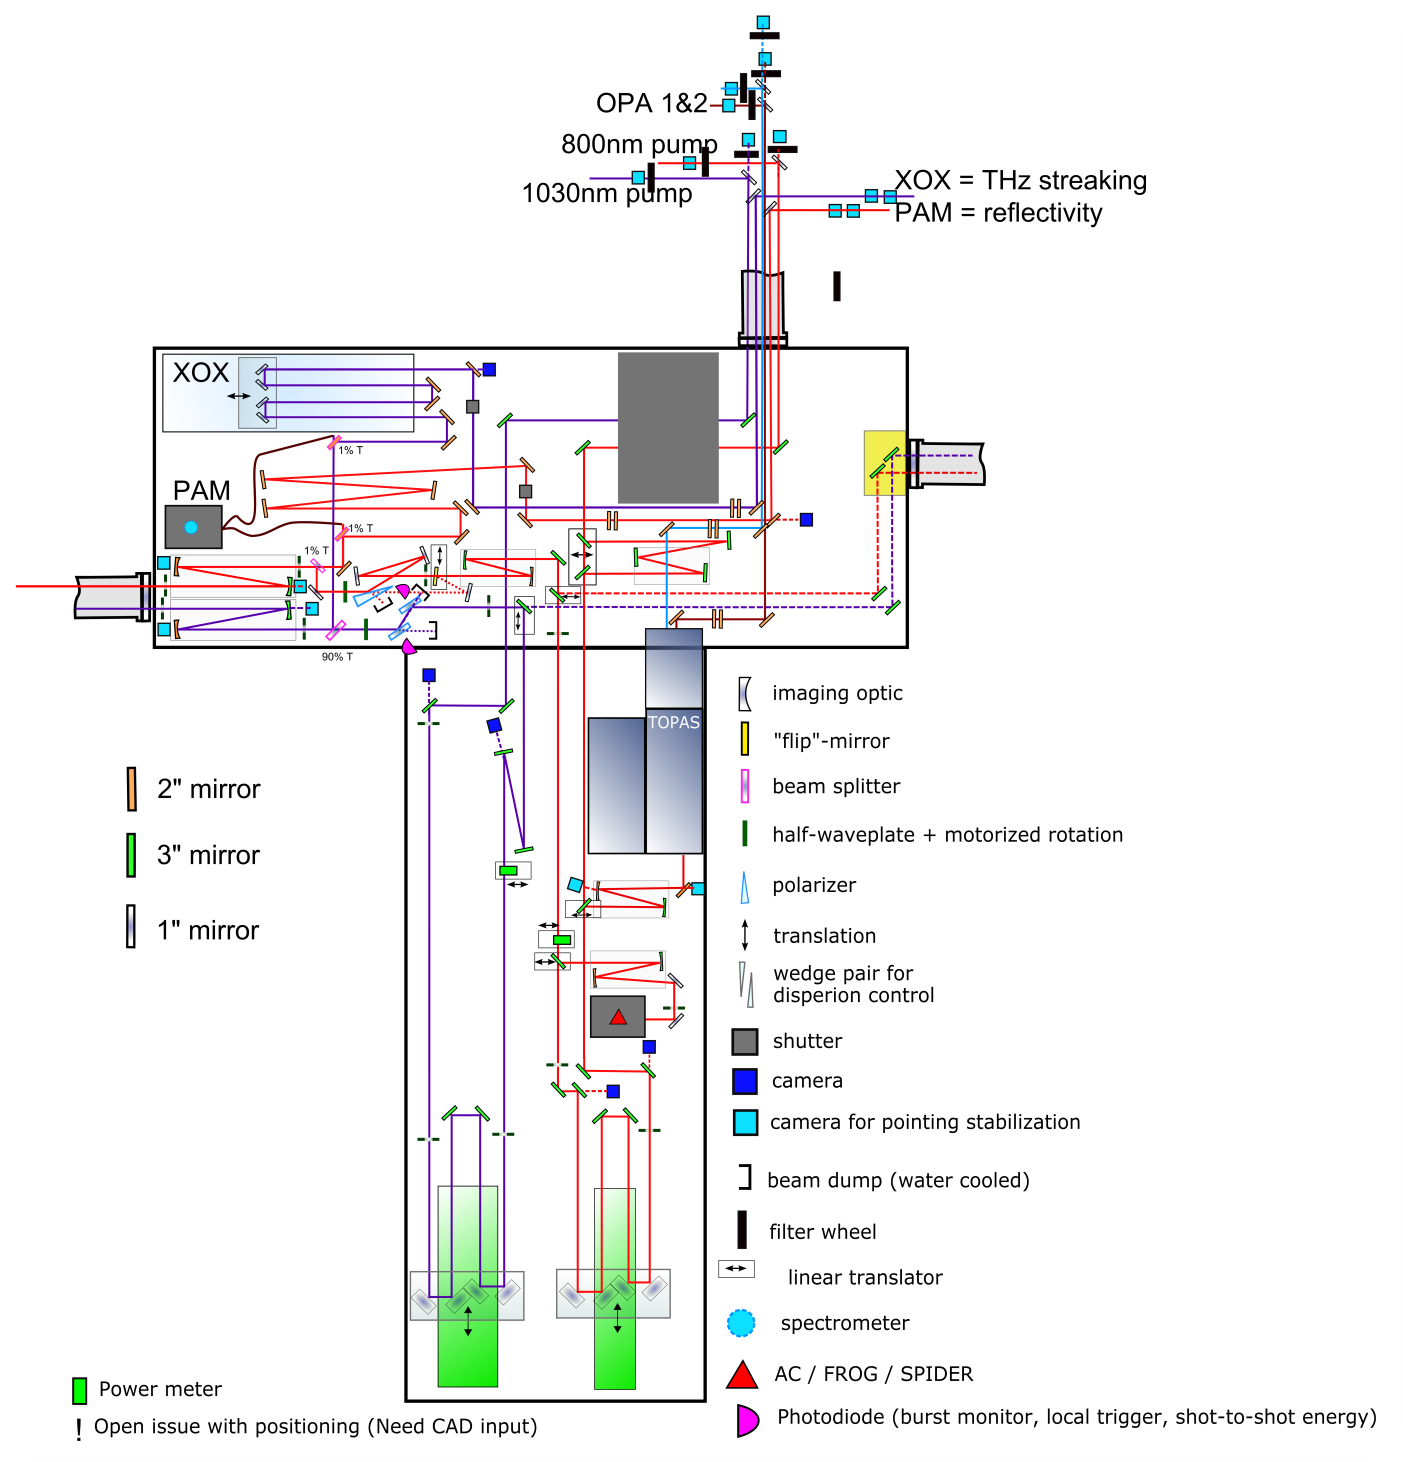 OPA 1&2
800nm pump
1030nm pump
XOX = THz streaking
PAM = reflectivity
XOX
1% T
PAM
1% T
1% T
90% T
TOPAS
2" mirror
3" mirror
1" mirror
imaging optic
"flip"-mirror
beam splitter
half-waveplate + motorized rotation
polarizer
translation
wedge pair for
disperion control
shutter
camera
camera for pointing stabilization
beam dump (water cooled)
filter wheel
linear translator
spectrometer
AC / FROG / SPIDER
Photodiode (burst monitor, local trigger, shot-to-shot energy)
Power meter
! Open issue with positioning (Need CAD input)